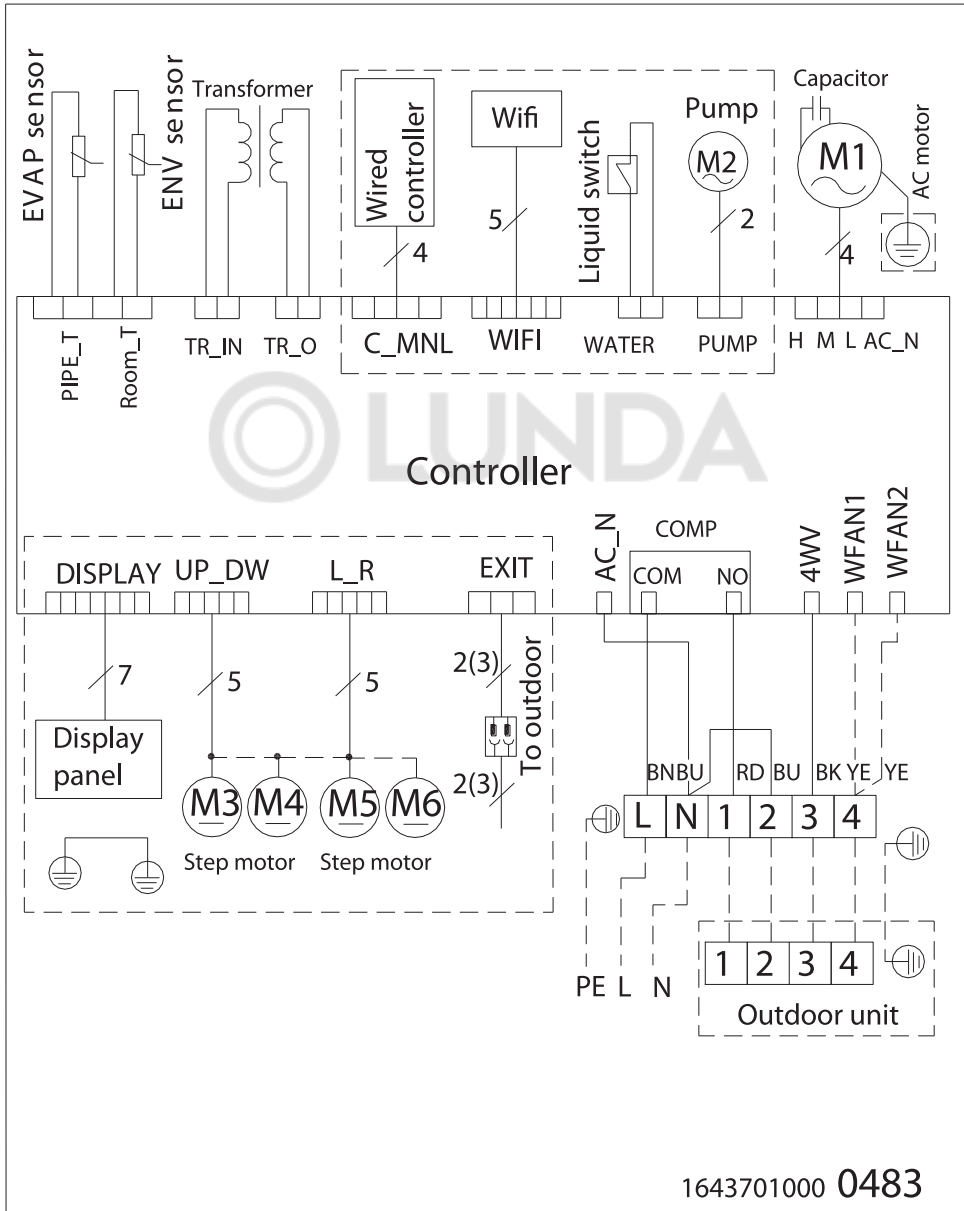 EVAP sensor
ENV sensor
Transformer
Wired
controller
4
Wifi
5
Liquid switch
Pump
M2
2
Capacitor
M1
4
AC motor
PIPE_T
Room_T
TR_IN
TR_O
C_MNL
WIFI
WATER
PUMP
H M L AC_N
LUNDA
Controller
DISPLAY
UP_DW
L_R
EXIT
AC_N
COMP
COM
NO
4WV
WFAN1
WFAN2
7
5
5
2(3)
2(3)
To outdoor
Display
panel
M3
M4
M5
M6
Step motor
Step motor
BN BU RD BU BK YE YE
L N 1 2 3 4
PE L N
1 2 3 4
Outdoor unit
1643701000 0483